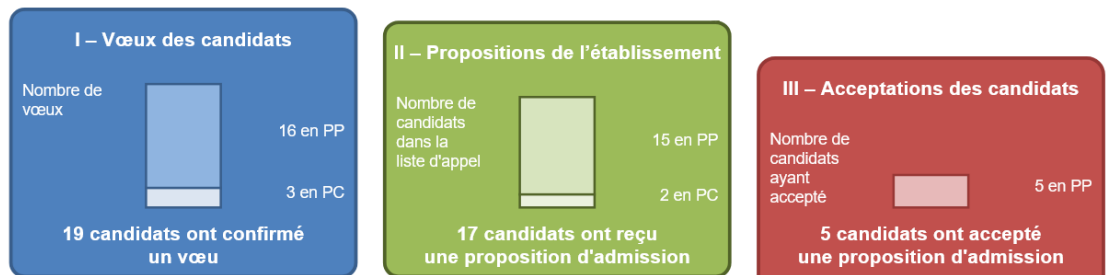 I – Vœux des candidats
Nombre de
vœux
16 en PP
3 en PC
19 candidats ont confirmé
un vœu
II – Propositions de l'établissement
Nombre de
candidats
dans la
liste d'appel
15 en PP
2 en PC
17 candidats ont reçu
une proposition d'admission
III – Acceptations des candidats
Nombre de
candidats
ayant
accepté
5 en PP
5 candidats ont accepté
une proposition d'admission